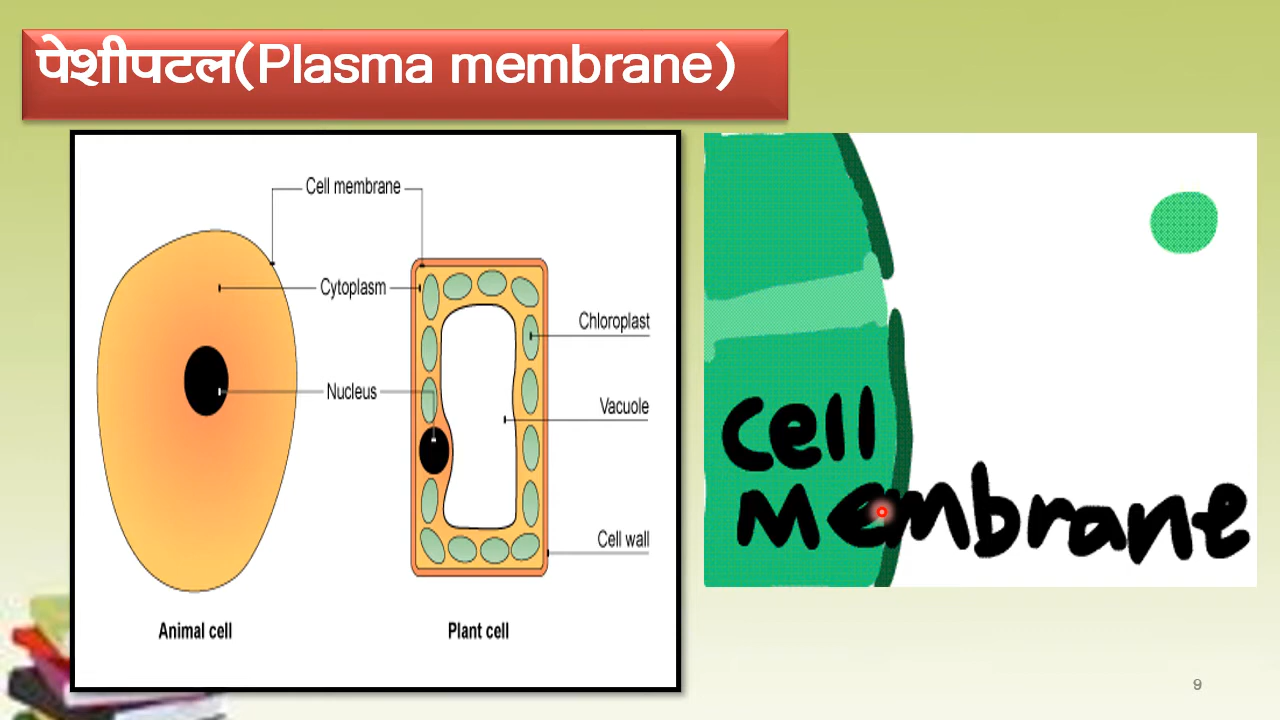 पेशीपटल(Plasma membrane)
Cell membrane
Cytoplasm
Nucleus
Chloroplast
Vacuole
Cell wall
Animal cell
Plant cell
cell
Membrane
9